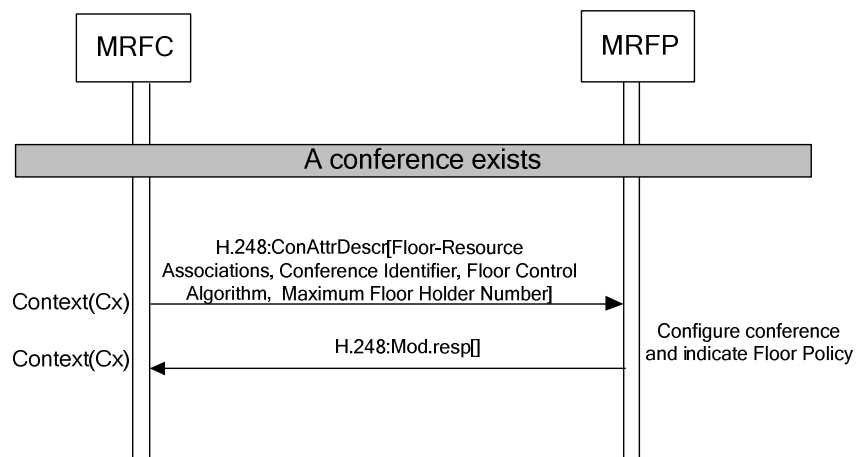 MRFC
MRFP
A conference exists
H.248:ConAttrDescr[Floor-Resource
Associations, Conference Identifier, Floor Control
Algorithm, Maximum Floor Holder Number]
Context(Cx)
Configure conference
and indicate Floor Policy
H.248:Mod.resp[]
Context(Cx)